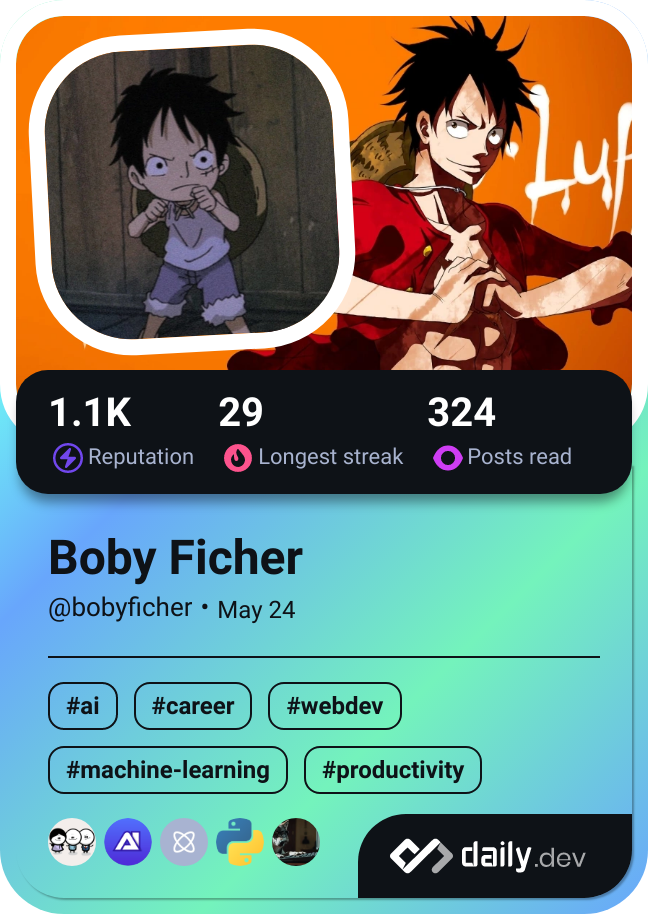 Luf
1.1K 29 324
Reputation Longest streak Posts read
Boby Ficher
@bobyficher • May 24
#ai #career #webdev
#machine-learning #productivity
daily.dev